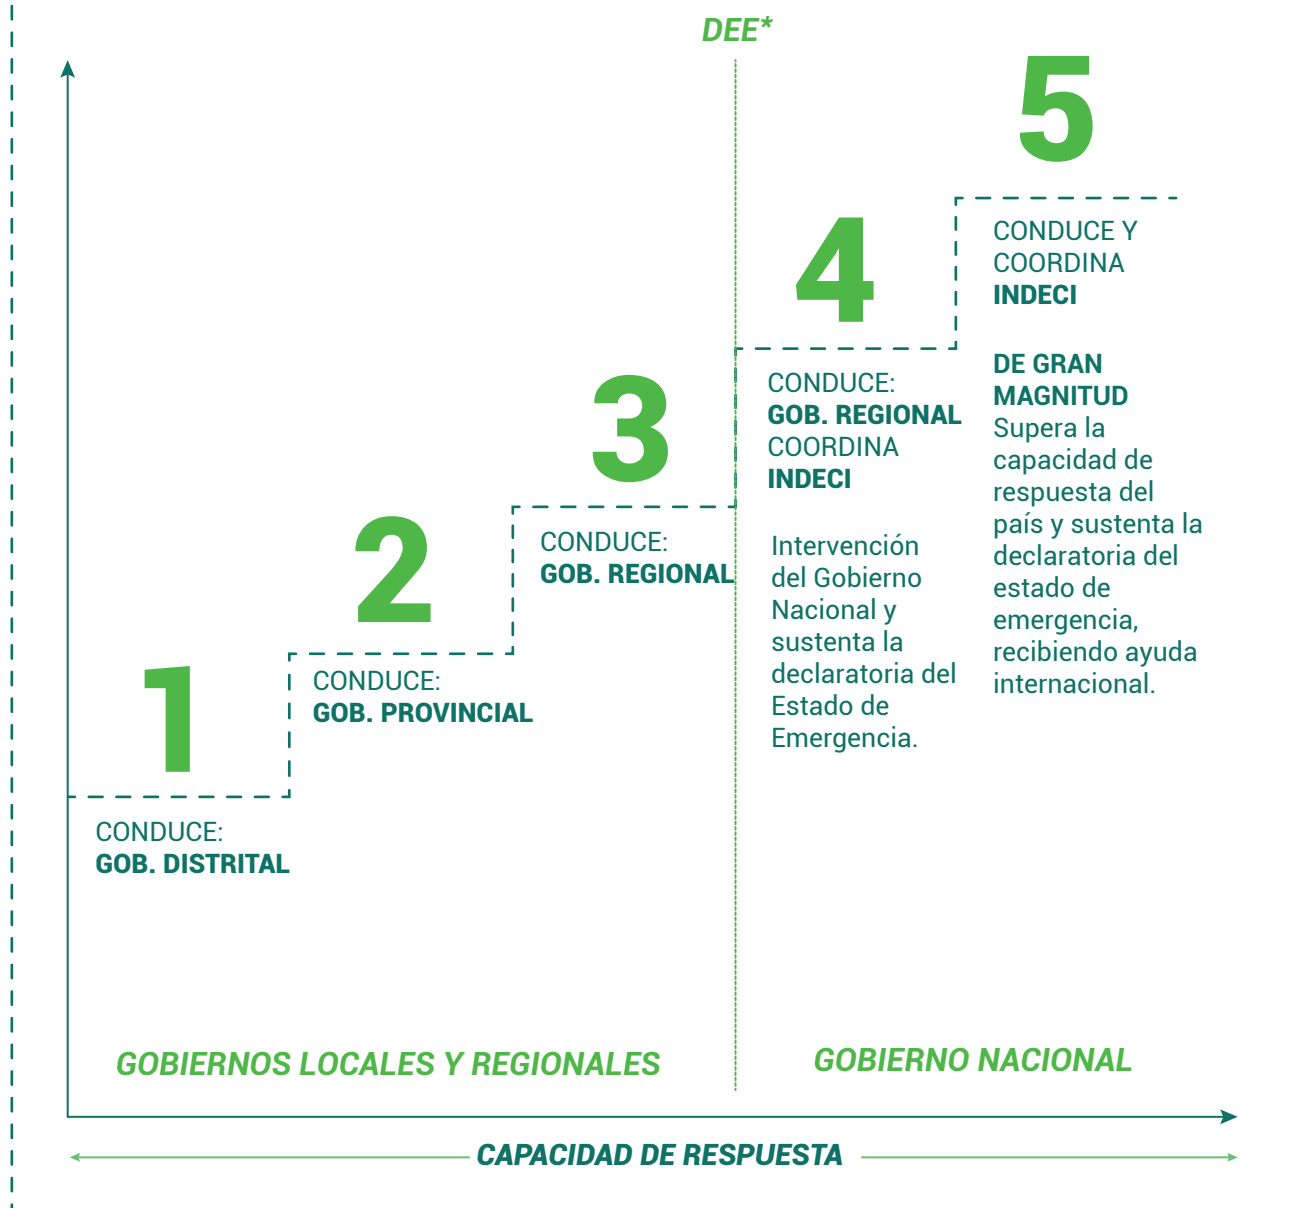 DEE*
1
CONDUCE:
GOB. DISTRITAL
2
CONDUCE:
GOB. PROVINCIAL
3
CONDUCE:
GOB. REGIONAL
4
CONDUCE:
GOB. REGIONAL
COORDINA
INDECI
Intervención
del Gobierno
Nacional y
sustenta la
declaratoria del
Estado de
Emergencia.
5
CONDUCE Y
COORDINA
INDECI
DE GRAN
MAGNITUD
Supera la
capacidad de
respuesta del
país y sustenta la
declaratoria del
estado de
emergencia,
recibiendo ayuda
internacional.
GOBIERNOS LOCALES Y REGIONALES
GOBIERNO NACIONAL
CAPACIDAD DE RESPUESTA